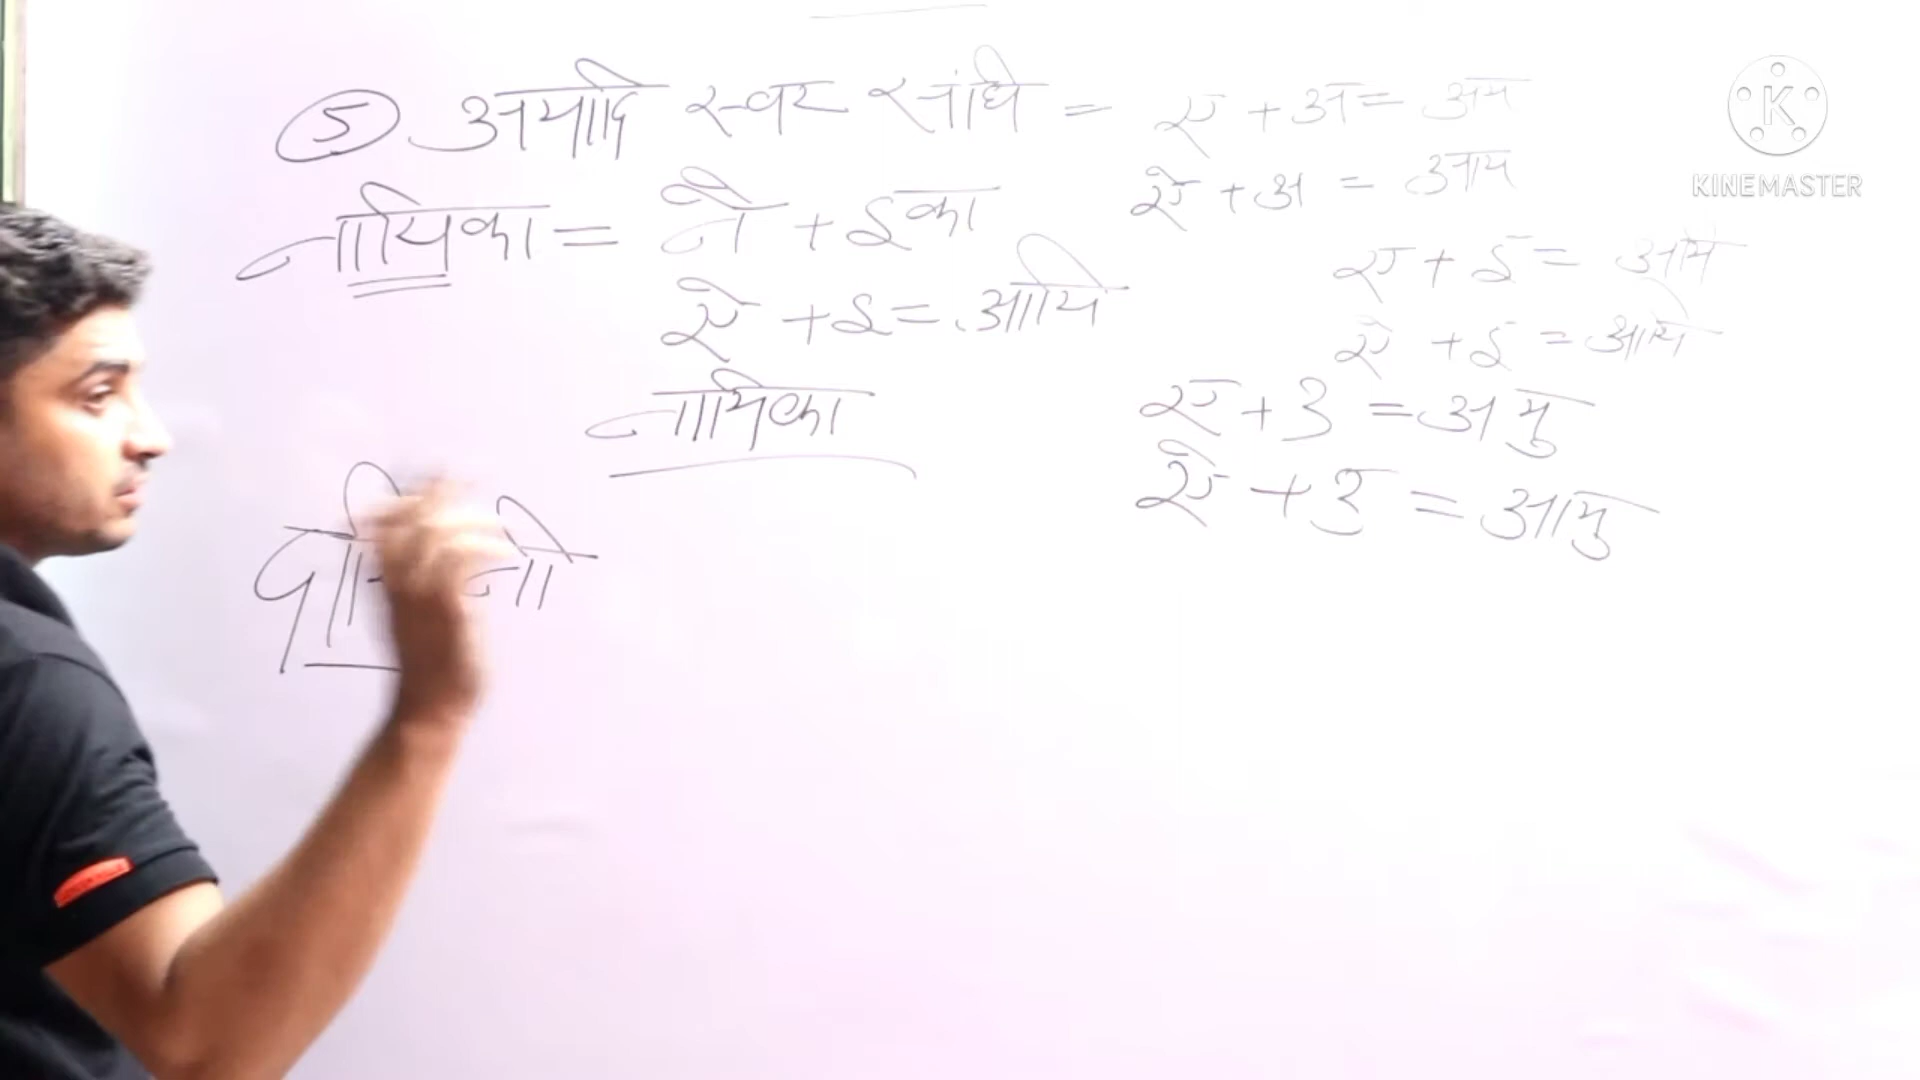 5 अयादि स्वर संधि = ए + अ = अय
ऐ + अ = आय
नायिका = नै + इका
ए + इ = अयि
ऐ + इ = आयि
ऐ + इ = आयि
नायिका
ए + उ = अयु
ऐ + उ = आयु
KINEMASTER